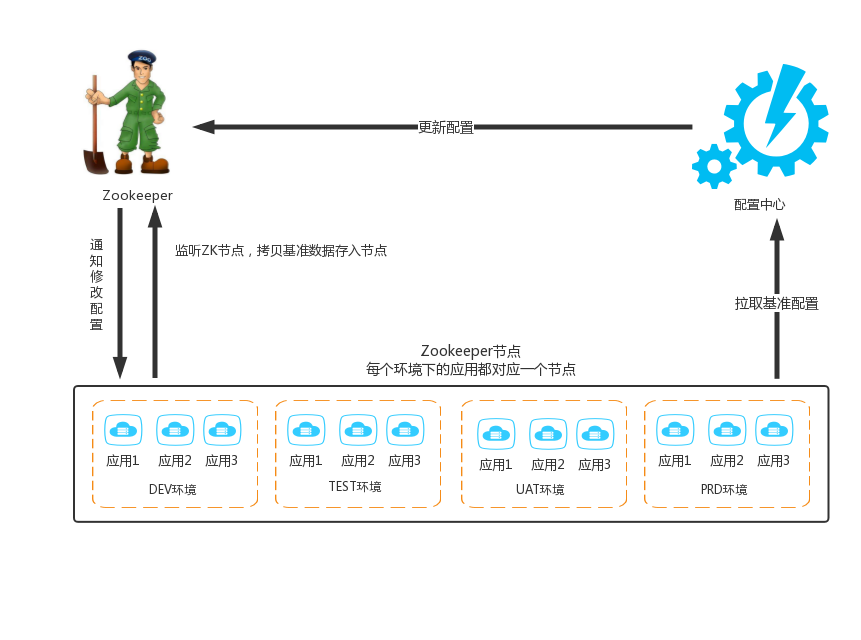 ZOO
更新配置
Zookeeper
配置中心
通知修改配置
监听ZK节点，拷贝基准数据存入节点
拉取基准配置
Zookeeper节点
每个环境下的应用都对应一个节点
应用1 应用2 应用3
DEV环境
应用1 应用2 应用3
TEST环境
应用1 应用2 应用3
UAT环境
应用1 应用2 应用3
PRD环境